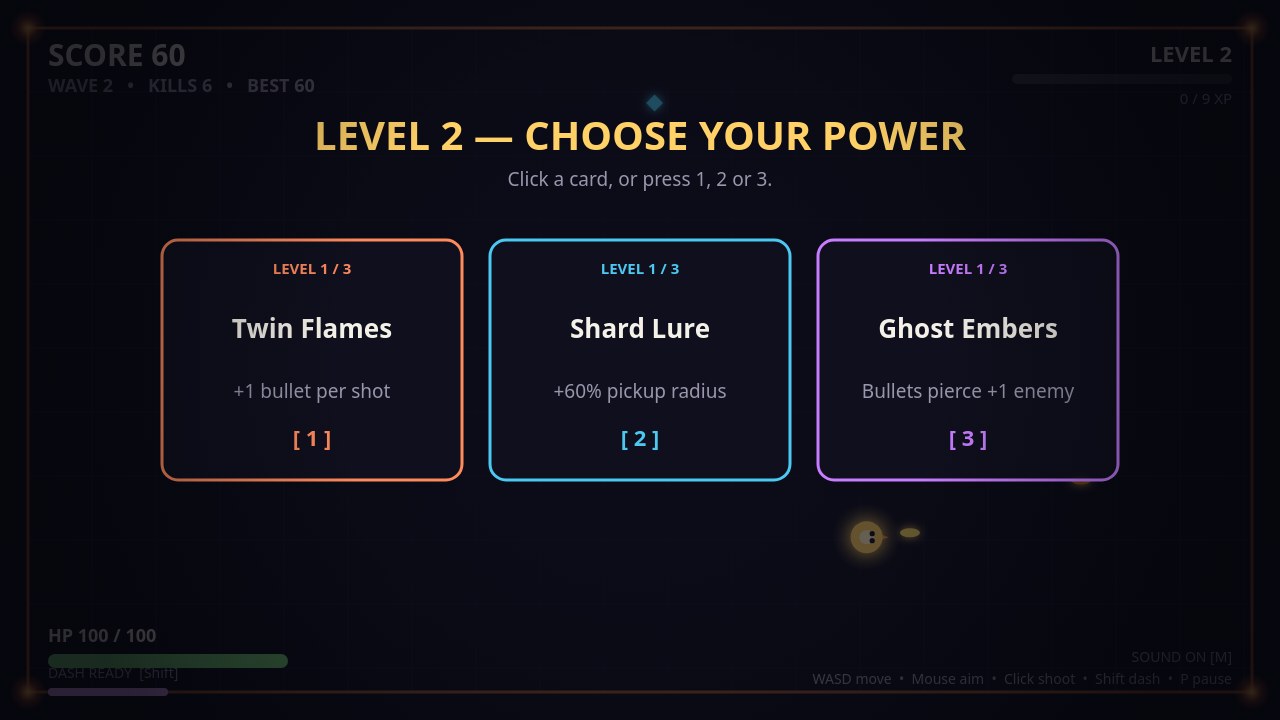 SCORE 60
WAVE 2 • KILLS 6 • BEST 60
LEVEL 2
0 / 9 XP
LEVEL 2 — CHOOSE YOUR POWER
Click a card, or press 1, 2 or 3.
LEVEL 1 / 3
Twin Flames
+1 bullet per shot
[ 1 ]
LEVEL 1 / 3
Shard Lure
+60% pickup radius
[ 2 ]
LEVEL 1 / 3
Ghost Embers
Bullets pierce +1 enemy
[ 3 ]
HP 100 / 100
DASH READY [Shift]
SOUND ON [M]
WASD move • Mouse aim • Click shoot • Shift dash • P pause